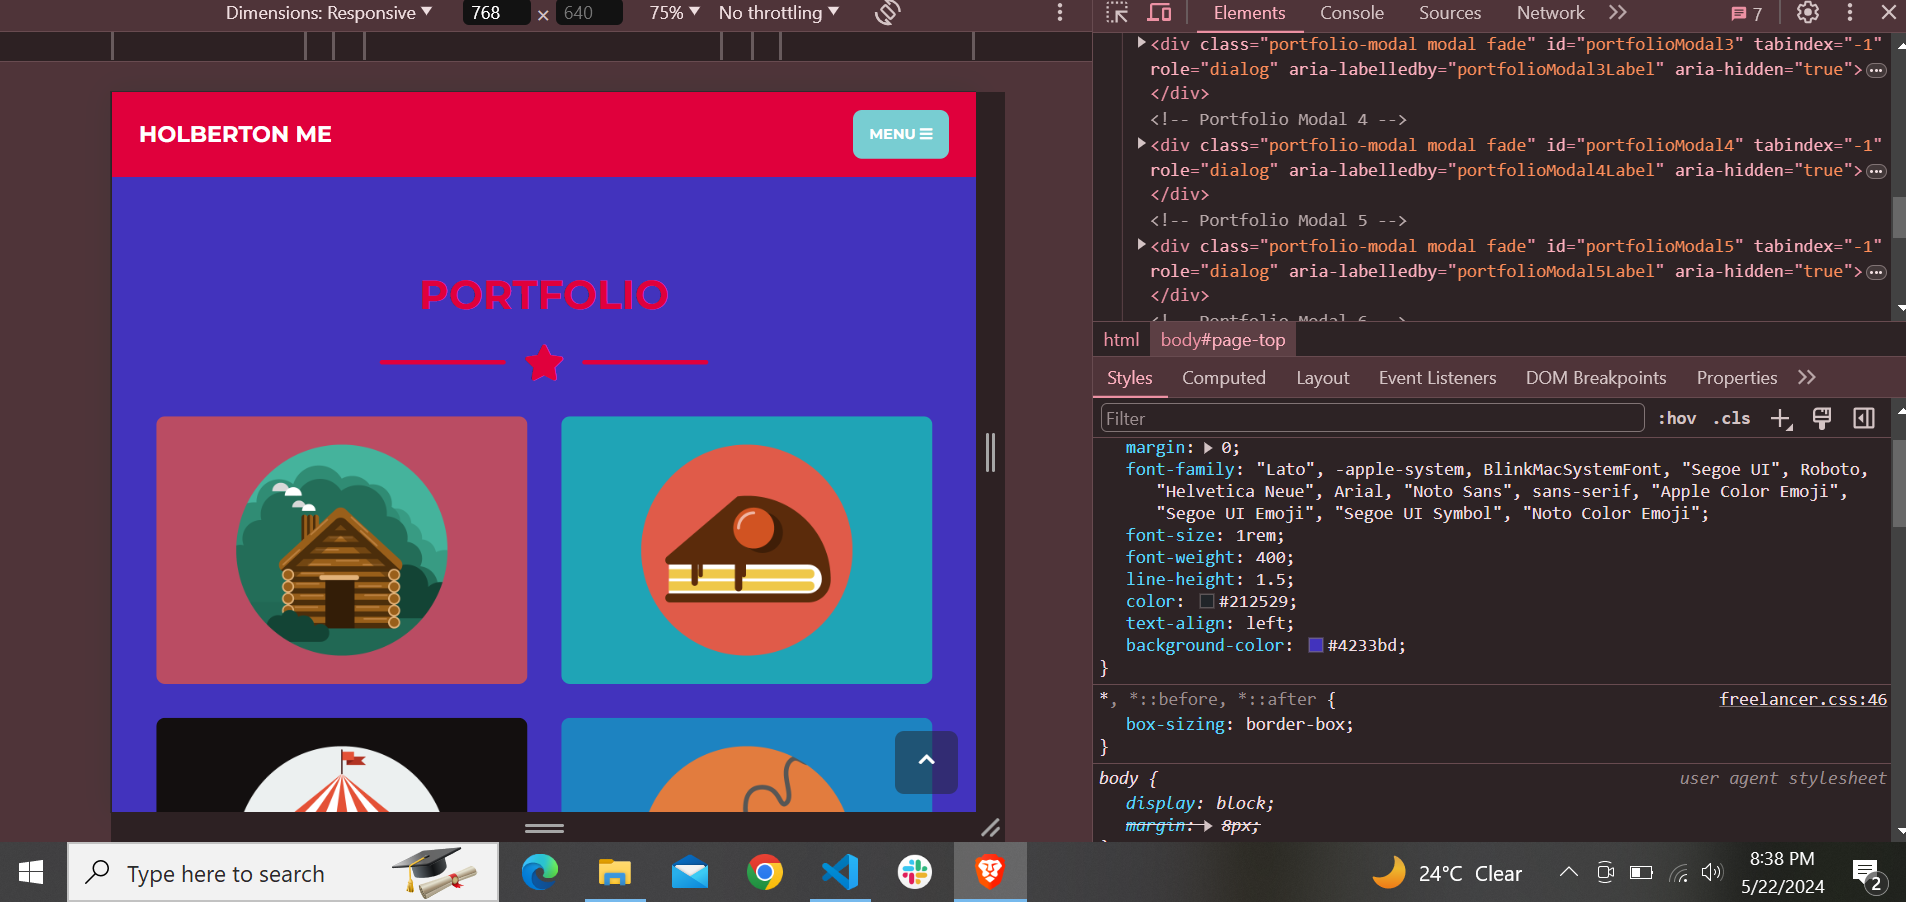 Dimensions: Responsive 768 × 640 75% No throttling
Elements Console Sources Network 7
HOLBERTON ME
MENU
PORTFOLIO
<div class="portfolio-modal modal fade" id="portfolioModal3" tabindex="-1"
role="dialog" aria-labelledby="portfolioModal3Label" aria-hidden="true">
</div>
<!-- Portfolio Modal 4 -->
<div class="portfolio-modal modal fade" id="portfolioModal4" tabindex="-1"
role="dialog" aria-labelledby="portfolioModal4Label" aria-hidden="true">
</div>
<!-- Portfolio Modal 5 -->
<div class="portfolio-modal modal fade" id="portfolioModal5" tabindex="-1"
role="dialog" aria-labelledby="portfolioModal5Label" aria-hidden="true">
</div>
<!-- Portfolio Modal 6 -->
html body#page-top
Styles Computed Layout Event Listeners DOM Breakpoints Properties
Filter :hov .cls
margin: 0;
font-family: "Lato", -apple-system, BlinkMacSystemFont, "Segoe UI", Roboto,
"Helvetica Neue", Arial, "Noto Sans", sans-serif, "Apple Color Emoji",
"Segoe UI Emoji", "Segoe UI Symbol", "Noto Color Emoji";
font-size: 1rem;
font-weight: 400;
line-height: 1.5;
color: #212529;
text-align: left;
background-color: #4233bd;
}
*, *::before, *::after { freelancer.css:46
box-sizing: border-box;
}
body { user agent stylesheet
display: block;
margin: 8px;
Type here to search
24°C Clear
8:38 PM
5/22/2024
2